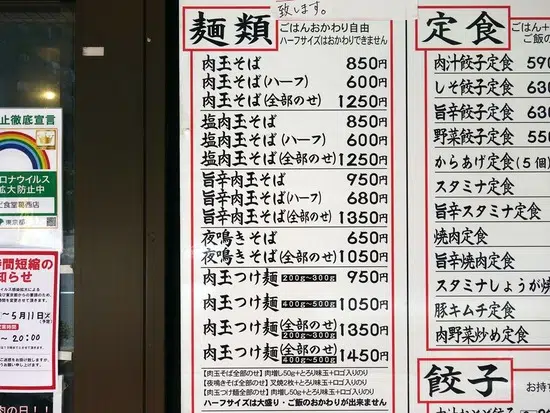 致します。
麺類
ごはんおかわり自由
ハーフサイズはおかわりできません
肉玉そば 850円
肉玉そば(ハーフ) 600円
肉玉そば(全部のせ) 1250円
塩肉玉そば 850円
塩肉玉そば(ハーフ) 600円
塩肉玉そば(全部のせ) 1250円
旨辛肉玉そば 950円
旨辛肉玉そば(ハーフ) 680円
旨辛肉玉そば(全部のせ) 1350円
夜鳴きそば 650円
夜鳴きそば(全部のせ) 1050円
肉玉つけ麺 200g〜300g 950円
肉玉つけ麺 400g〜500g 1050円
肉玉つけ麺(全部のせ) 200g〜300g 1350円
肉玉つけ麺(全部のせ) 400g〜500g 1450円
【肉玉そば全部のせ】肉増し50g+とろり味玉+ロゴ入りのり
【夜鳴きそば全部のせ】叉焼2枚+とろり味玉+ロゴ入りのり
【肉玉つけ麺全部のせ】肉増し50g+とろり味玉+ロゴ入りのり
ハーフサイズは大盛り・ご飯のおかわりが出来ません
定食
ごはん+
ご飯の
肉汁餃子定食 590
しそ餃子定食 630
旨辛餃子定食 630
野菜餃子定食 550
からあげ定食(5個)
スタミナ定食
旨辛スタミナ定食
焼肉定食
旨辛焼肉定食
スタミナしょうが焼
豚キムチ定食
肉野菜炒め定食
餃子
お持
止徹底宣言
ロナウイルス
拡大防止中
ど食堂葛西店
東京都
時間短縮の
知らせ
〜5月11日
〜20:00
肉の日!!